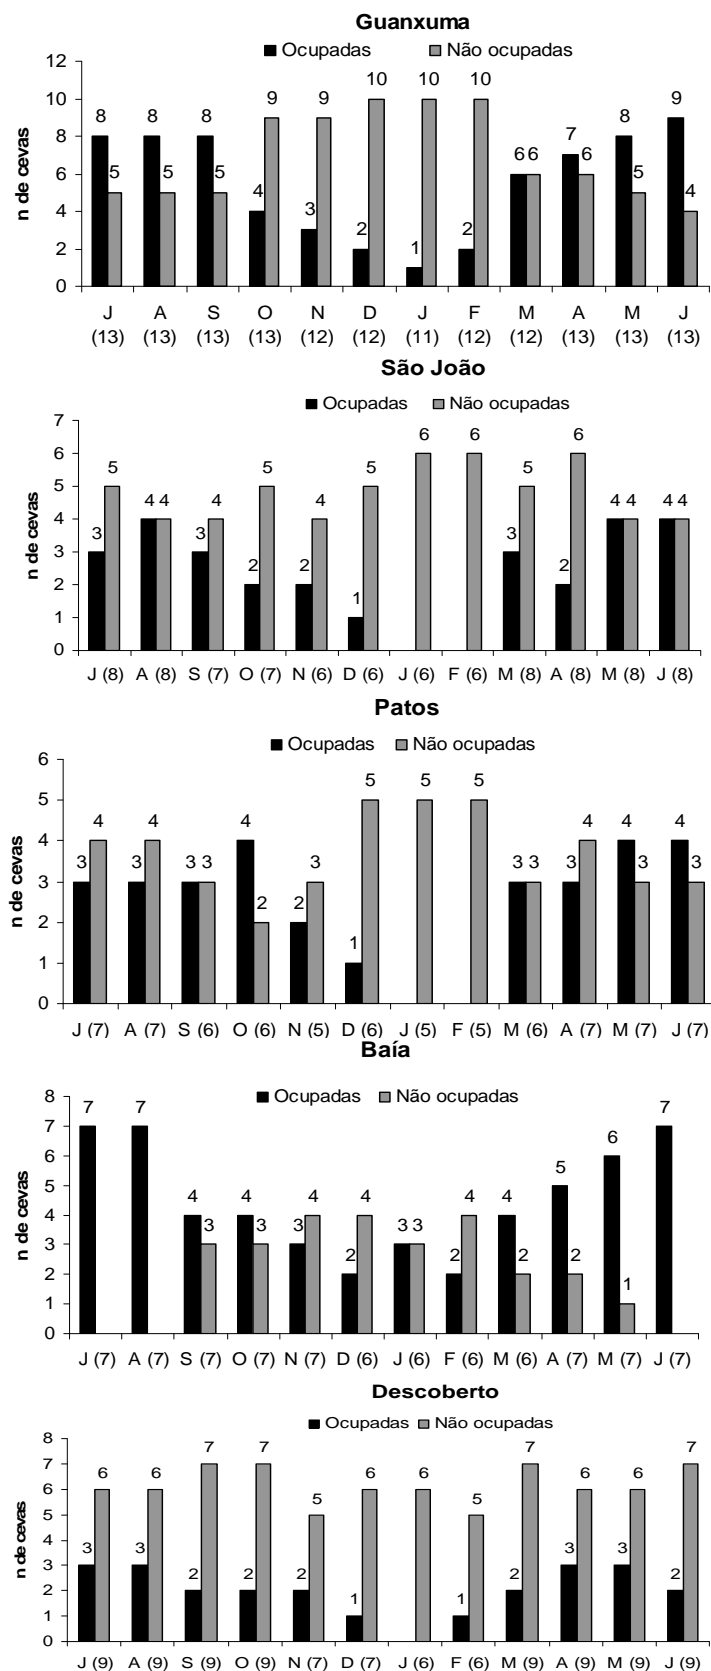 Guanxuma
Ocupadas Não ocupadas
n de cevas
12
10
8
6
4
2
0
8 5 8 5 8 5 4 9 3 9 2 10 1 10 2 10 6 6 7 6 8 5 9 4
J A S O N D J F M A M J
(13) (13) (13) (13) (12) (12) (11) (12) (12) (13) (13) (13)
São João
Ocupadas Não ocupadas
n de cevas
7
6
5
4
3
2
1
0
3 5 4 4 3 4 2 5 2 4 1 5 6 6 3 5 2 6 4 4 4 4
J (8) A (8) S (7) O (7) N (6) D (6) J (6) F (6) M (8) A (8) M (8) J (8)
Patos
Ocupadas Não ocupadas
n de cevas
6
5
4
3
2
1
0
3 4 3 4 3 3 4 2 2 3 1 5 5 5 3 3 3 4 4 3 4 3
J (7) A (7) S (6) O (6) N (5) D (6) J (5) F (5) M (6) A (7) M (7) J (7)
Baía
Ocupadas Não ocupadas
n de cevas
8
7
6
5
4
3
2
1
0
7 7 4 3 4 3 3 4 2 4 3 3 2 4 4 2 5 2 6 1 7
J (7) A (7) S (7) O (7) N (7) D (6) J (6) F (6) M (6) A (7) M (7) J (7)
Descoberto
Ocupadas Não ocupadas
n de cevas
8
7
6
5
4
3
2
1
0
3 6 3 6 2 7 2 7 2 5 1 6 6 1 5 2 7 3 6 3 6 2 7
J (9) A (9) S (9) O (9) N (7) D (7) J (6) F (6) M (9) A (9) M (9) J (9)